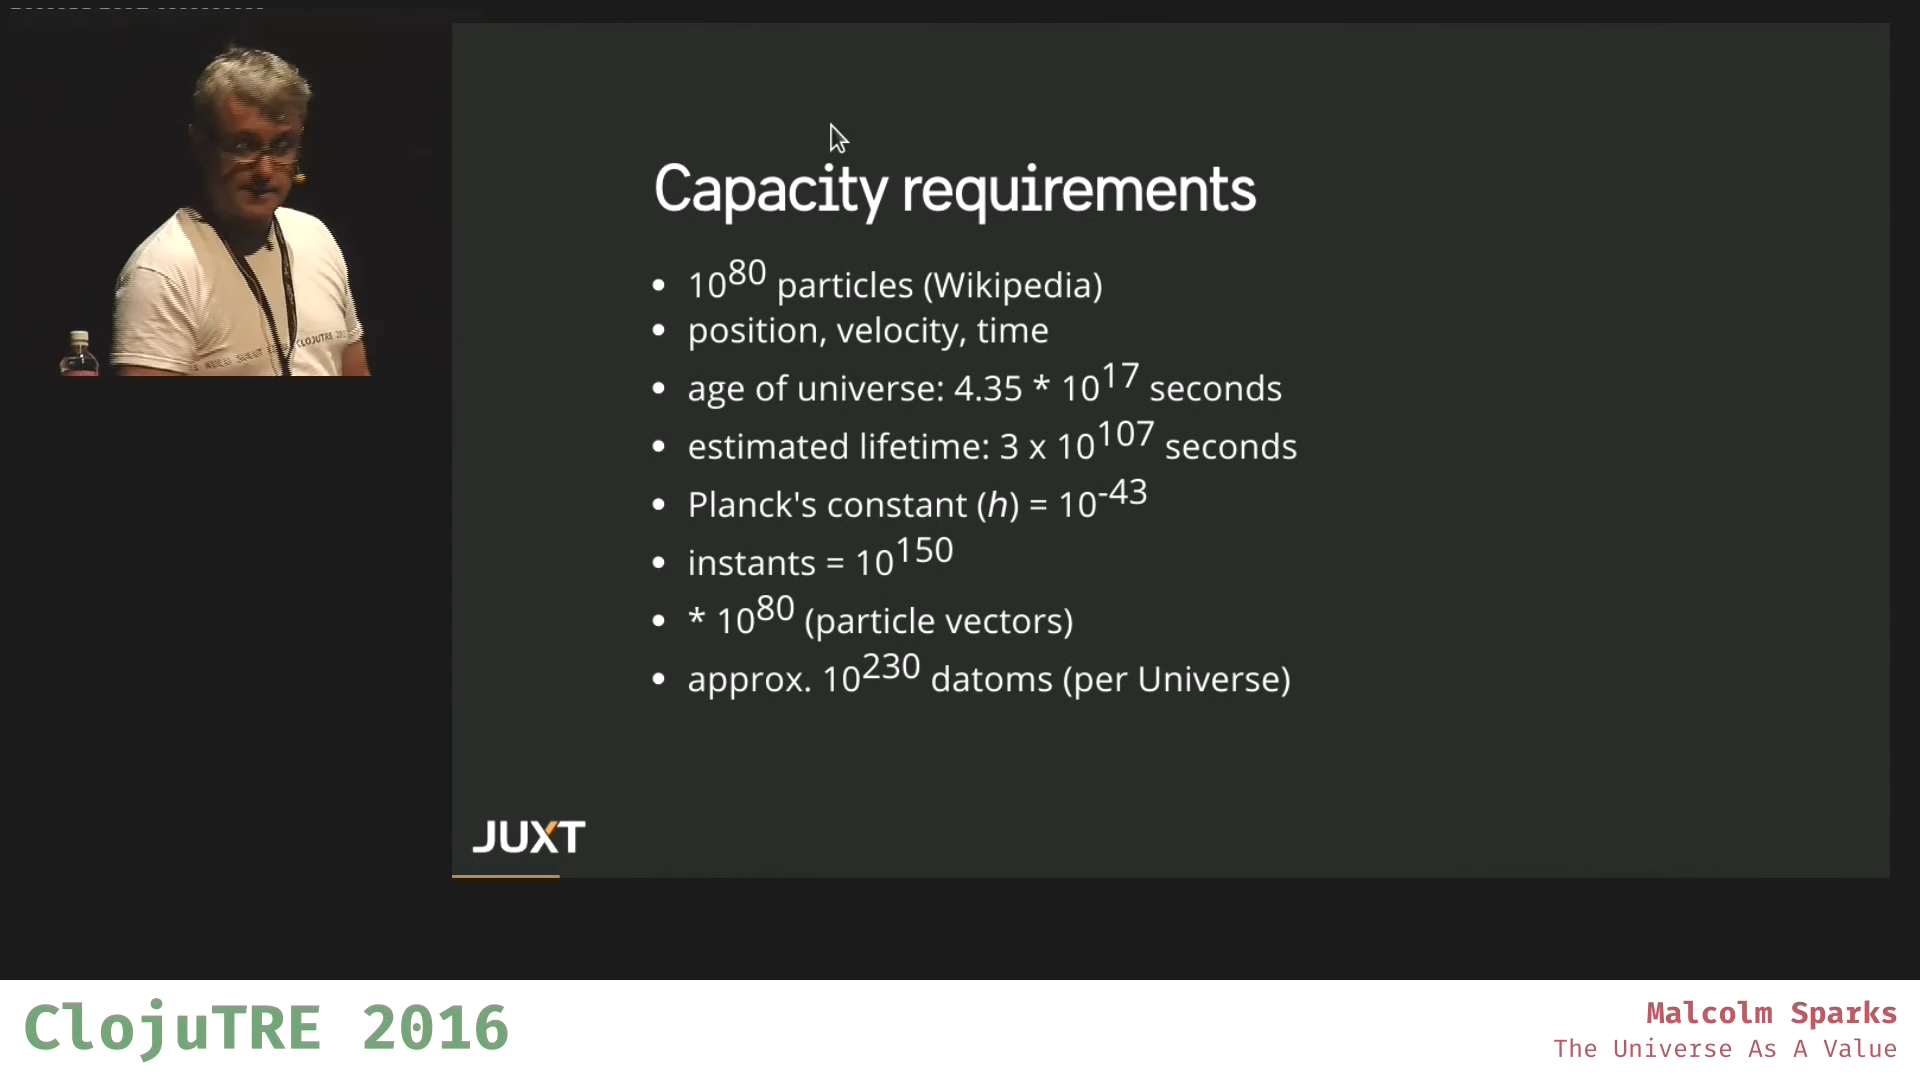 Capacity requirements
• 10^80 particles (Wikipedia)
• position, velocity, time
• age of universe: 4.35 * 10^17 seconds
• estimated lifetime: 3 x 10^107 seconds
• Planck's constant (h) = 10^-43
• instants = 10^150
• * 10^80 (particle vectors)
• approx. 10^230 datoms (per Universe)
CLOJUTRE
JUXT
ClojuTRE 2016
Malcolm Sparks
The Universe As A Value